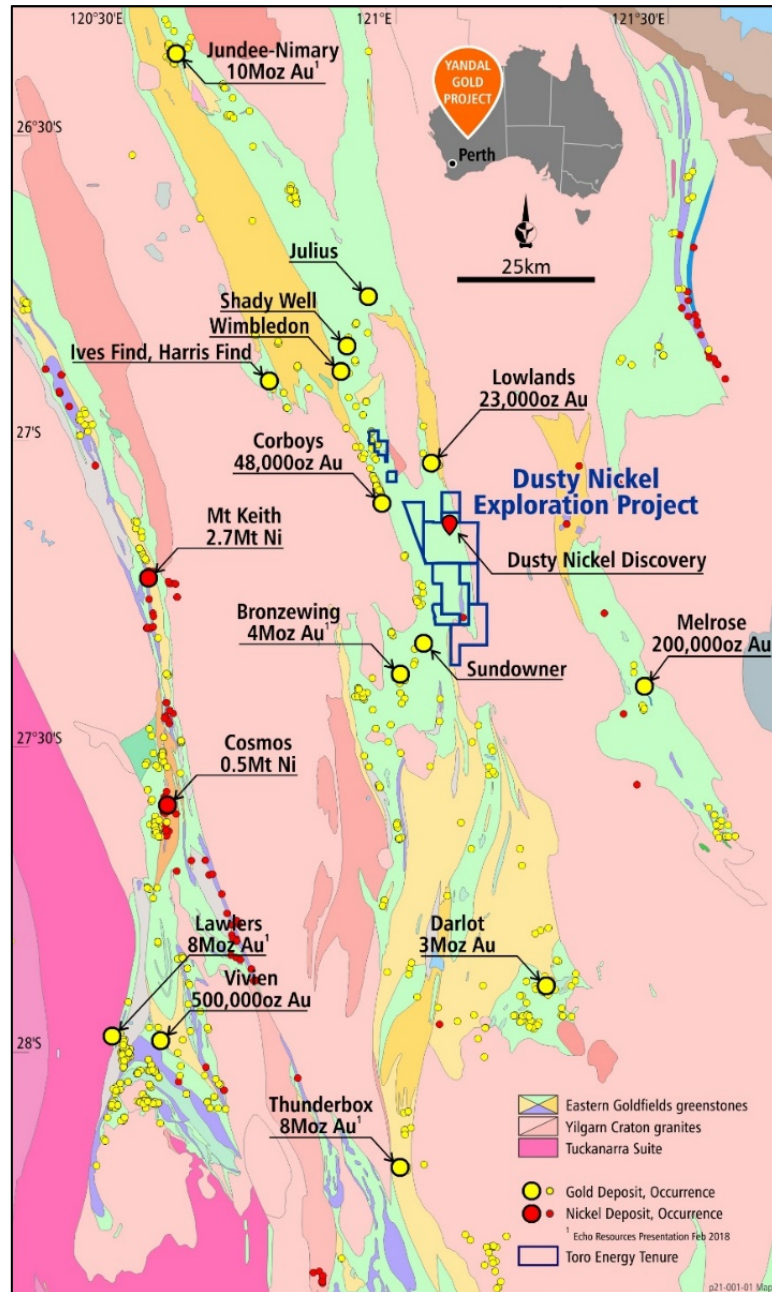 120°30'E
121°E
121°30'E
Jundee-Nimary
10Moz Au¹
YANDAL
GOLD
PROJECT
Perth
26°30'S
25km
Julius
Shady Well
Wimbledon
Ives Find, Harris Find
Lowlands
23,000oz Au
27°S
Corboys
48,000oz Au
Dusty Nickel
Exploration Project
Mt Keith
2.7Mt Ni
Dusty Nickel Discovery
Bronzewing
4Moz Au¹
Melrose
200,000oz Au
Sundowner
27°30'S
Cosmos
0.5Mt Ni
Lawlers
8Moz Au¹
Darlot
3Moz Au
Vivien
500,000oz Au
28°S
Thunderbox
8Moz Au¹
Eastern Goldfields greenstones
Yilgarn Craton granites
Tuckanarra Suite
Gold Deposit, Occurrence
Nickel Deposit, Occurrence
¹ Echo Resources Presentation Feb 2018
Toro Energy Tenure
p21-001-01 Map